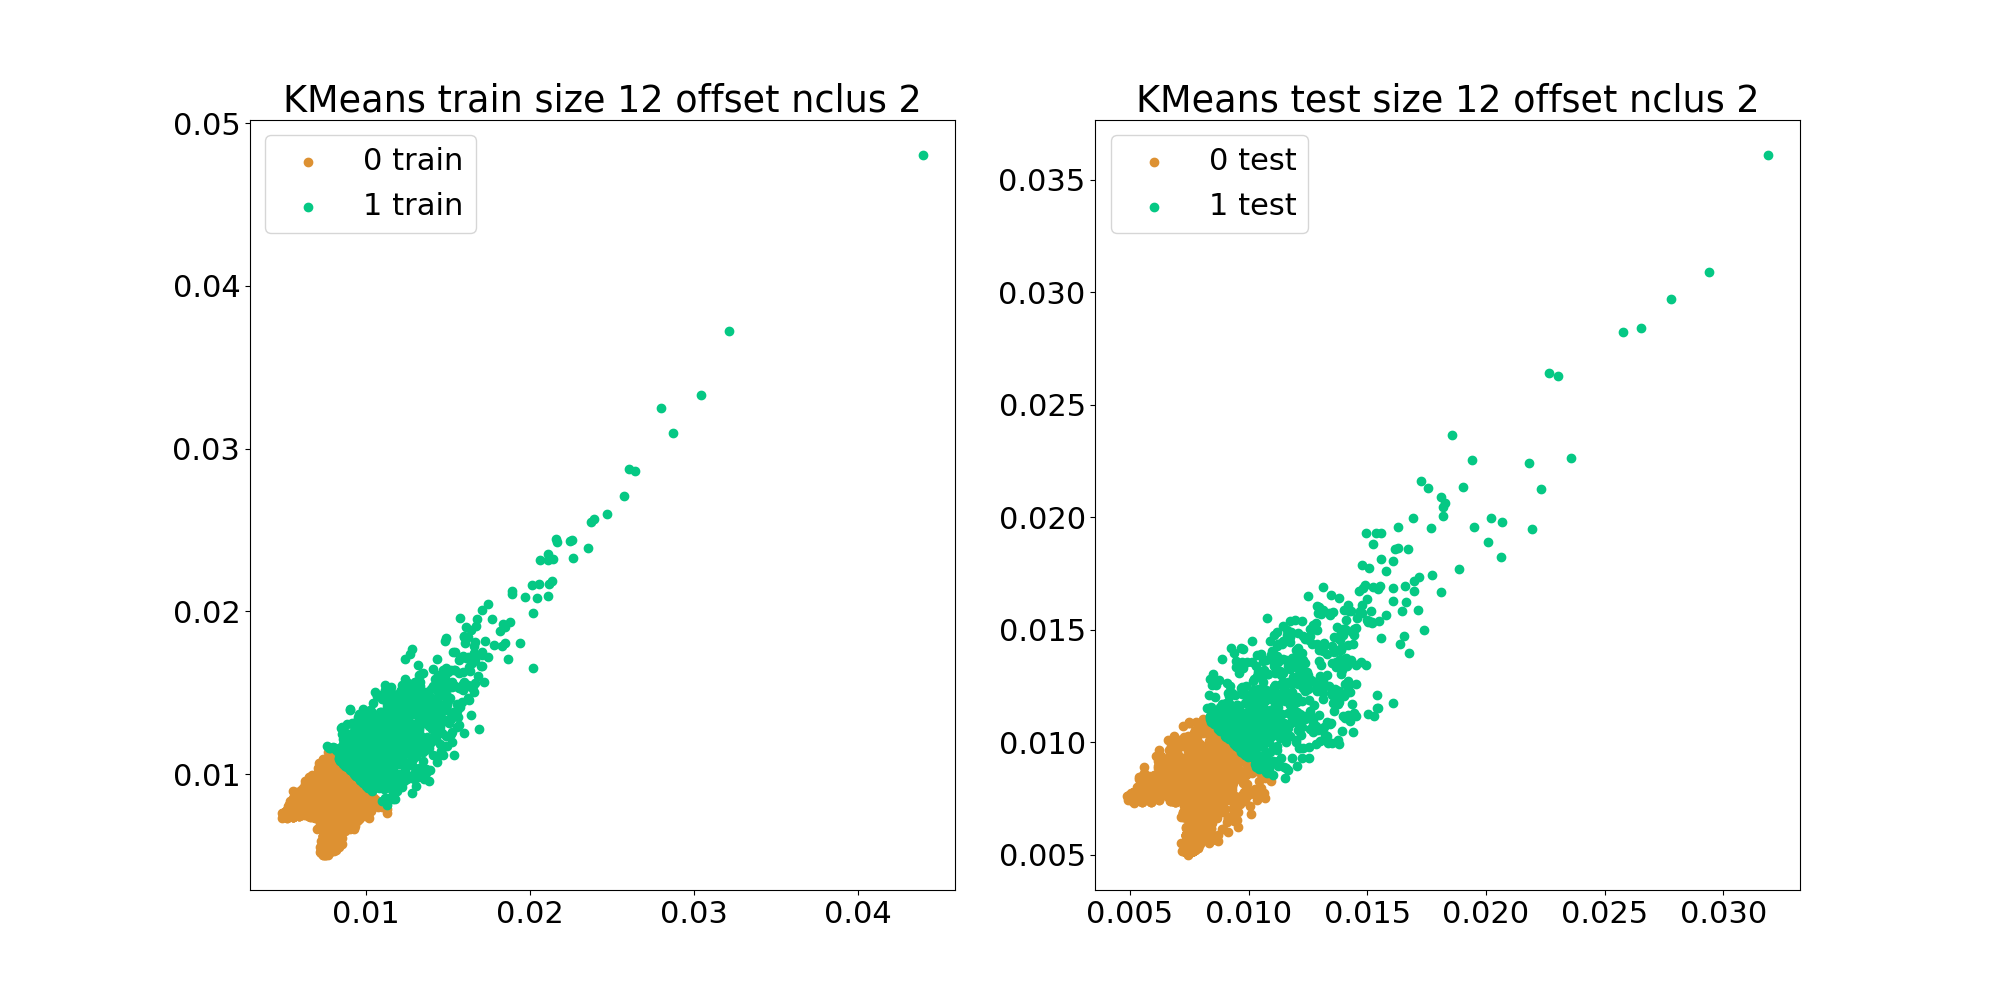 KMeans train size 12 offset nclus 2
0.05
0.04
0.03
0.02
0.01
0 train
1 train
0.01 0.02 0.03 0.04
KMeans test size 12 offset nclus 2
0.035
0.030
0.025
0.020
0.015
0.010
0.005
0 test
1 test
0.005 0.010 0.015 0.020 0.025 0.030